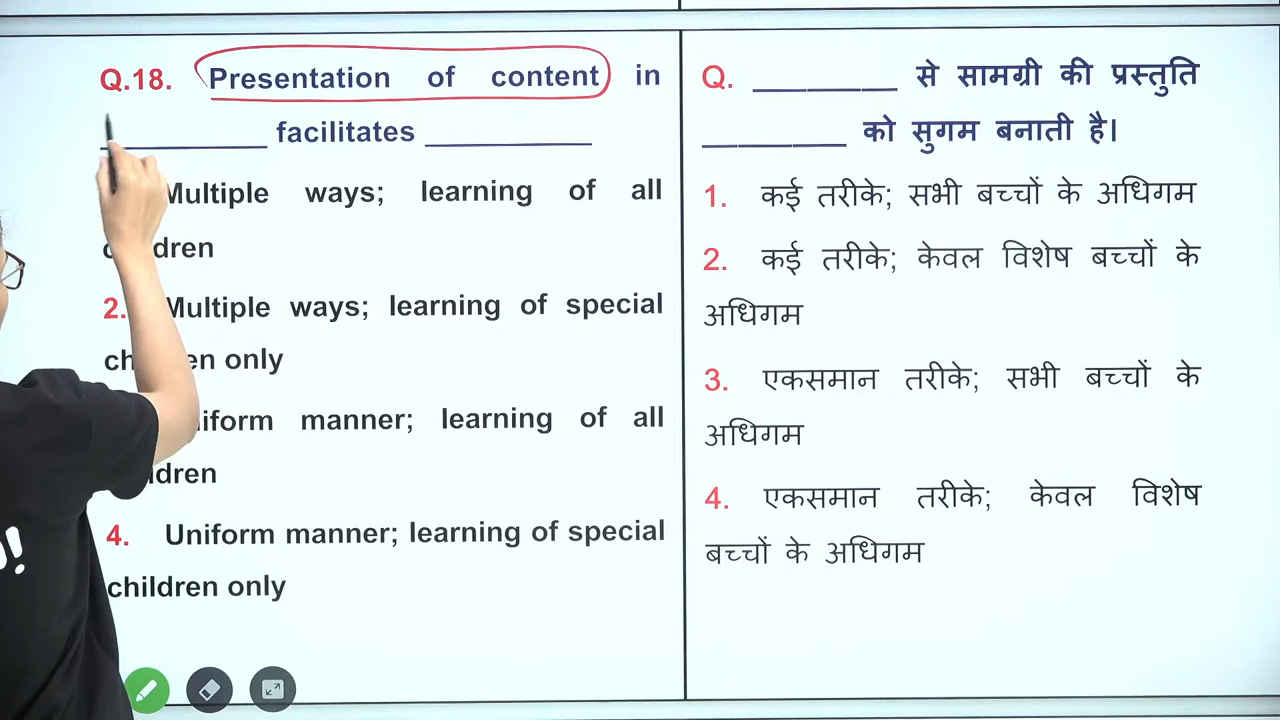 Q.18. Presentation of content in
__________ facilitates __________
Multiple ways; learning of all
dren
2. Multiple ways; learning of special
ch en only
iform manner; learning of all
dren
4. Uniform manner; learning of special
children only
Q. ________ से सामग्री की प्रस्तुति
________ को सुगम बनाती है।
1. कई तरीके; सभी बच्चों के अधिगम
2. कई तरीके; केवल विशेष बच्चों के
अधिगम
3. एकसमान तरीके; सभी बच्चों के
अधिगम
4. एकसमान तरीके; केवल विशेष
बच्चों के अधिगम